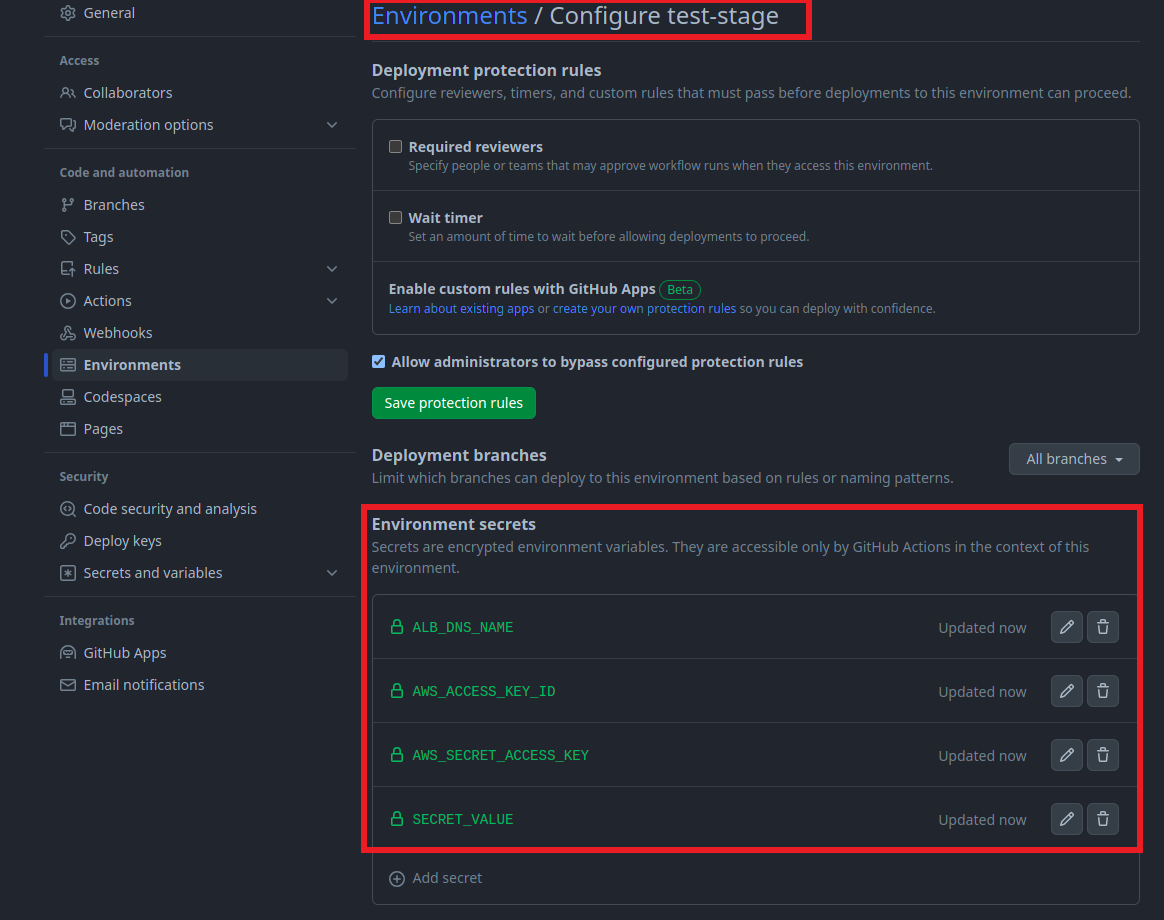 General
Access
Collaborators
Moderation options
Code and automation
Branches
Tags
Rules
Actions
Webhooks
Environments
Codespaces
Pages
Security
Code security and analysis
Deploy keys
Secrets and variables
Integrations
GitHub Apps
Email notifications
Environments / Configure test-stage
Deployment protection rules
Configure reviewers, timers, and custom rules that must pass before deployments to this environment can proceed.
Required reviewers
Specify people or teams that may approve workflow runs when they access this environment.
Wait timer
Set an amount of time to wait before allowing deployments to proceed.
Enable custom rules with GitHub Apps Beta
Learn about existing apps or create your own protection rules so you can deploy with confidence.
Allow administrators to bypass configured protection rules
Save protection rules
Deployment branches
Limit which branches can deploy to this environment based on rules or naming patterns.
All branches
Environment secrets
Secrets are encrypted environment variables. They are accessible only by GitHub Actions in the context of this
environment.
ALB_DNS_NAME Updated now
AWS_ACCESS_KEY_ID Updated now
AWS_SECRET_ACCESS_KEY Updated now
SECRET_VALUE Updated now
Add secret